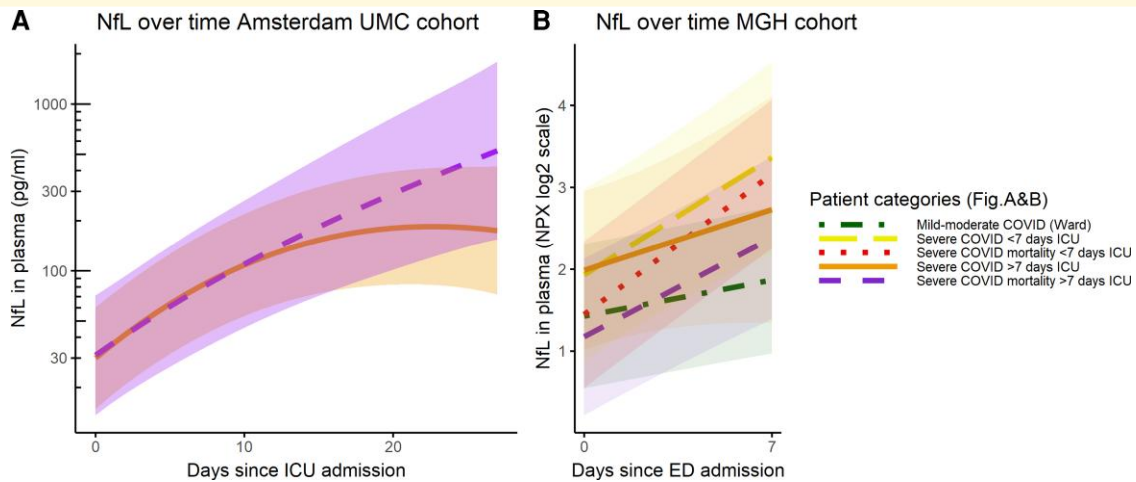 A NfL over time Amsterdam UMC cohort
B NfL over time MGH cohort
NfL in plasma (pg/ml)
1000
300
100
30
0 10 20
Days since ICU admission
NfL in plasma (NPX log2 scale)
4
3
2
1
0 7
Days since ED admission
Patient categories (Fig.A&B)
Mild-moderate COVID (Ward)
Severe COVID <7 days ICU
Severe COVID mortality <7 days ICU
Severe COVID >7 days ICU
Severe COVID mortality >7 days ICU